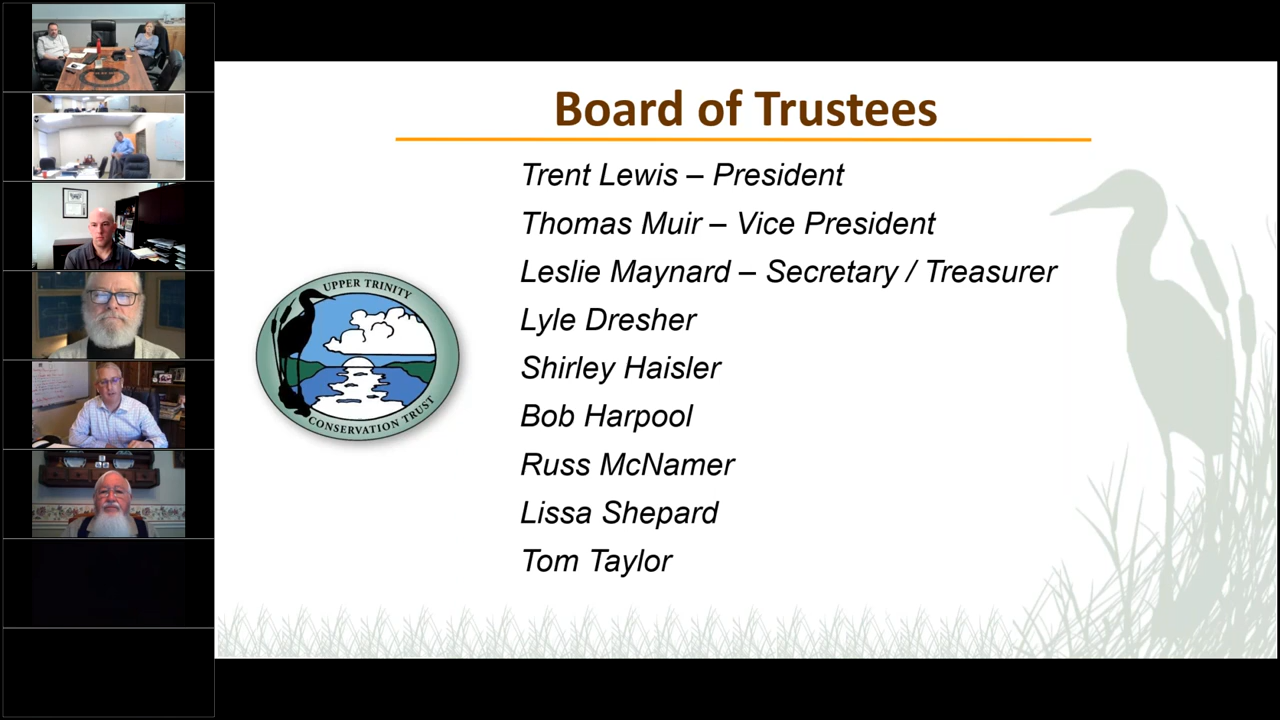 Board of Trustees
Trent Lewis – President
Thomas Muir – Vice President
Leslie Maynard – Secretary / Treasurer
Lyle Dresher
Shirley Haisler
Bob Harpool
Russ McNamer
Lissa Shepard
Tom Taylor
UPPER TRINITY
CONSERVATION TRUST